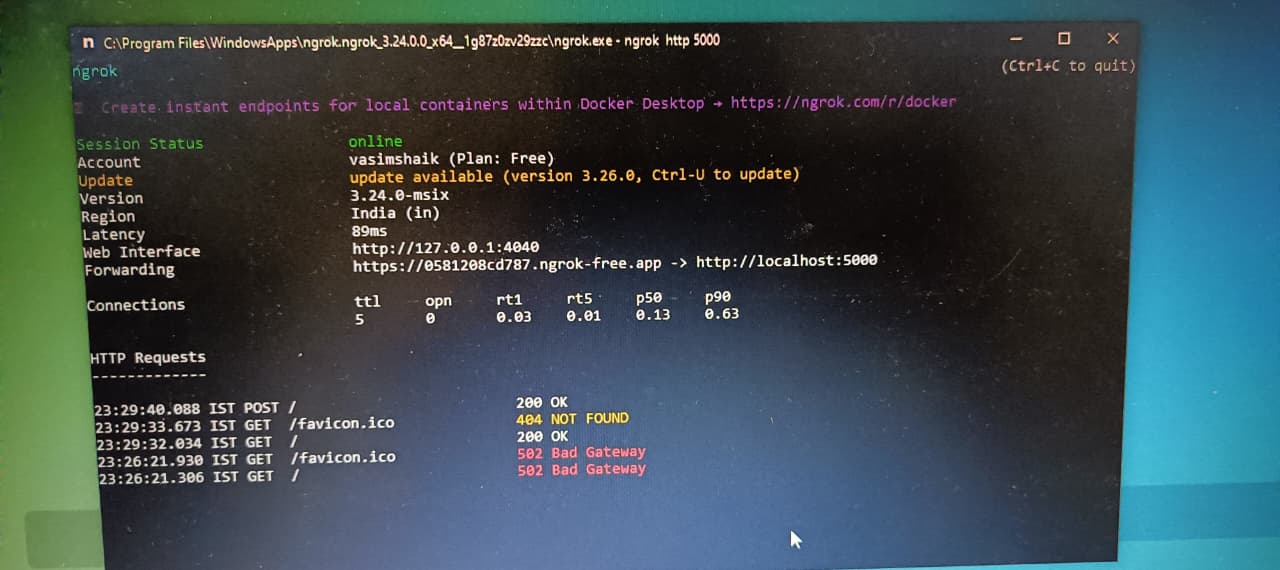 n C:\Program Files\WindowsApps\ngrok.ngrok_3.24.0.0_x64__1g87z0zv29zzc\ngrok.exe - ngrok http 5000
ngrok (Ctrl+C to quit)
Create instant endpoints for local containers within Docker Desktop → https://ngrok.com/r/docker
Session Status online
Account vasimshaik (Plan: Free)
Update update available (version 3.26.0, Ctrl-U to update)
Version 3.24.0-msix
Region India (in)
Latency 89ms
Web Interface http://127.0.0.1:4040
Forwarding https://0581208cd787.ngrok-free.app -> http://localhost:5000
Connections ttl opn rt1 rt5 p50 p90
5 0 0.03 0.01 0.13 0.63
HTTP Requests
-------------
23:29:40.088 IST POST / 200 OK
23:29:33.673 IST GET /favicon.ico 404 NOT FOUND
23:29:32.034 IST GET / 200 OK
23:26:21.930 IST GET /favicon.ico 502 Bad Gateway
23:26:21.306 IST GET / 502 Bad Gateway